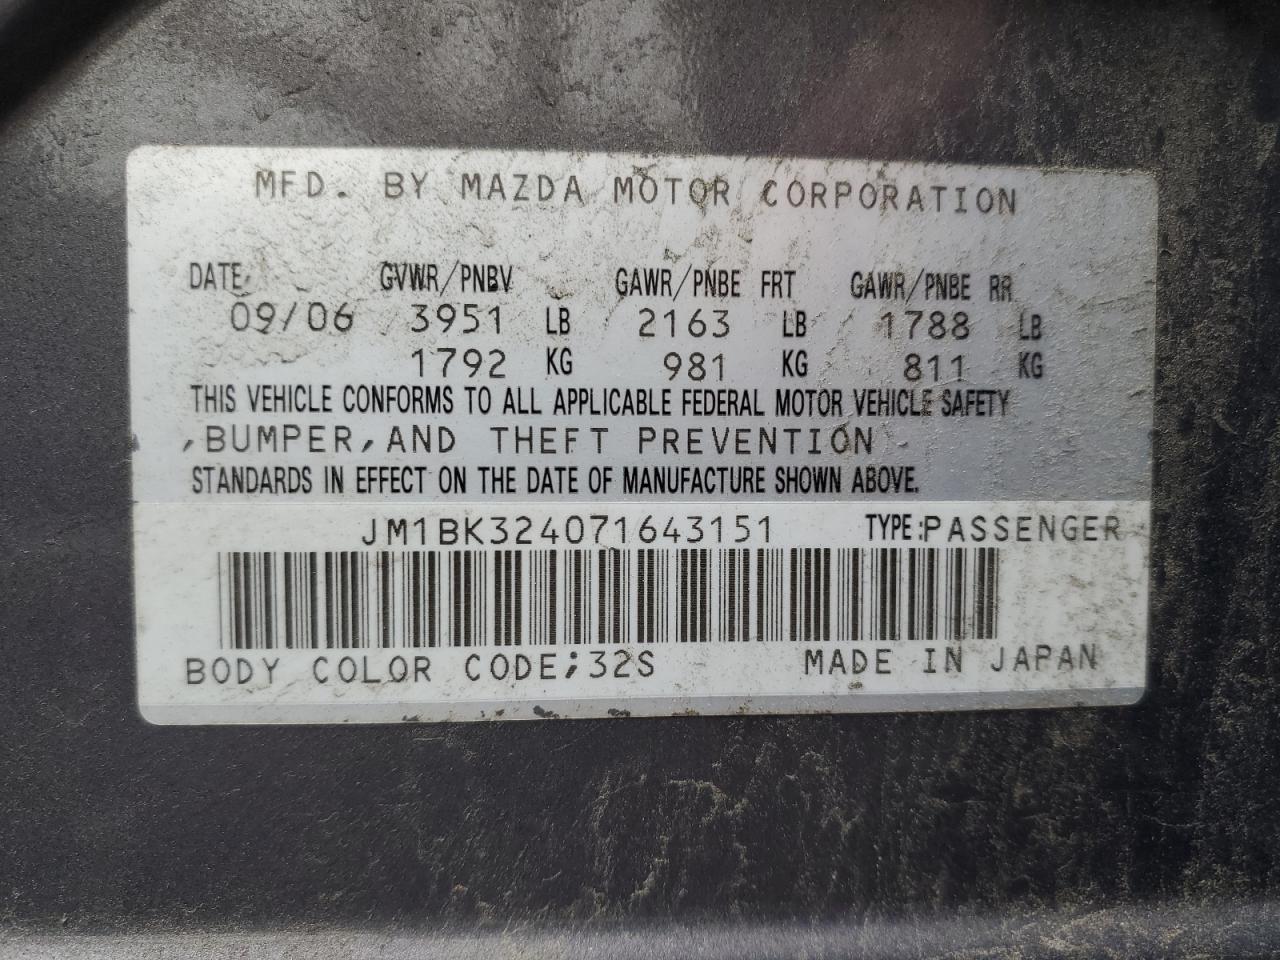 MFD. BY MAZDA MOTOR CORPORATION
DATE GVWR/PNBV GAWR/PNBE FRT GAWR/PNBE RR
09/06 3951 LB 2163 LB 1788 LB
1792 KG 981 KG 811 KG
THIS VEHICLE CONFORMS TO ALL APPLICABLE FEDERAL MOTOR VEHICLE SAFETY
,BUMPER,AND THEFT PREVENTION
STANDARDS IN EFFECT ON THE DATE OF MANUFACTURE SHOWN ABOVE.
JM1BK324071643151 TYPE:PASSENGER
BODY COLOR CODE;32S MADE IN JAPAN